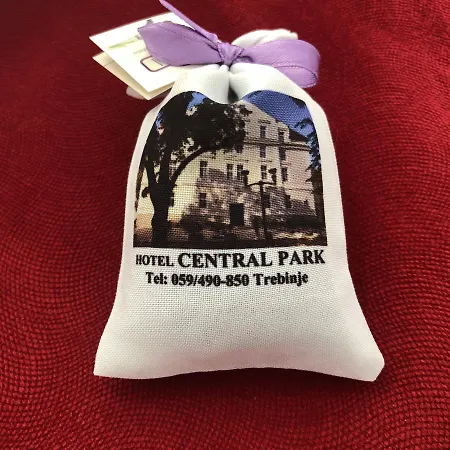 HOTEL CENTRAL PARK
Tel: 059/490-850 Trebinje